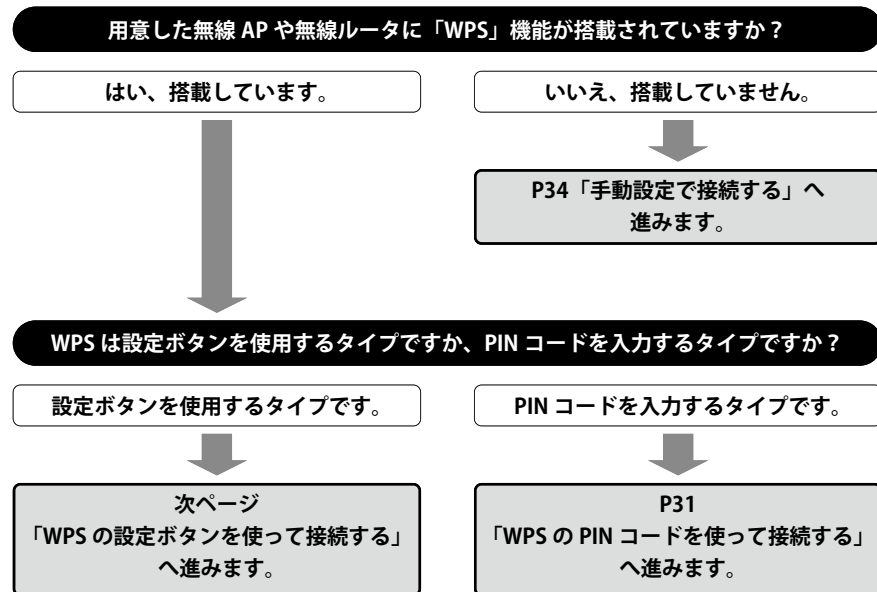 用意した無線 AP や無線ルータに「WPS」機能が搭載されていますか？
はい、搭載しています。
いいえ、搭載していません。
P34「手動設定で接続する」へ
進みます。
WPS は設定ボタンを使用するタイプですか、PIN コードを入力するタイプですか？
設定ボタンを使用するタイプです。
PIN コードを入力するタイプです。
次ページ
「WPS の設定ボタンを使って接続する」
へ進みます。
P31
「WPS の PIN コードを使って接続する」
へ進みます。